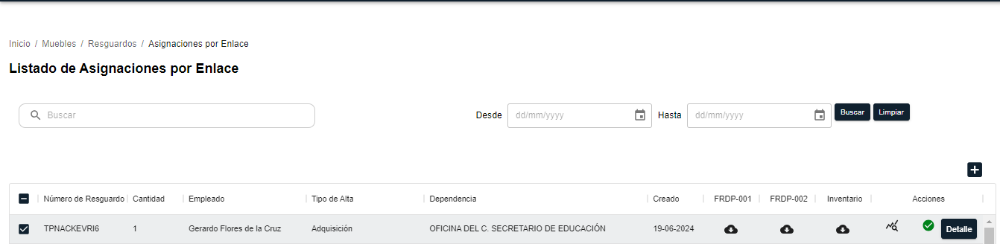 Inicio / Muebles / Resguardos / Asignaciones por Enlace
Listado de Asignaciones por Enlace
Buscar Desde dd/mm/yyyy Hasta dd/mm/yyyy Buscar Limpiar
Número de Resguardo Cantidad Empleado Tipo de Alta Dependencia Creado FRDP-001 FRDP-002 Inventario Acciones
TPNACKEVRI6 1 Gerardo Flores de la Cruz Adquisición OFICINA DEL C. SECRETARIO DE EDUCACIÓN 19-06-2024 Detalle